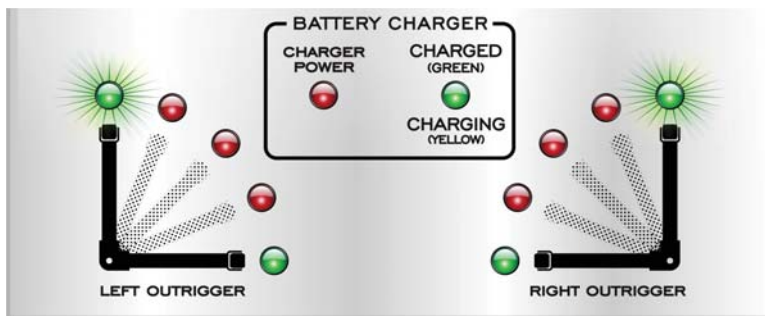 BATTERY CHARGER
CHARGER
POWER
CHARGED
(GREEN)
CHARGING
(YELLOW)
LEFT OUTRIGGER
RIGHT OUTRIGGER